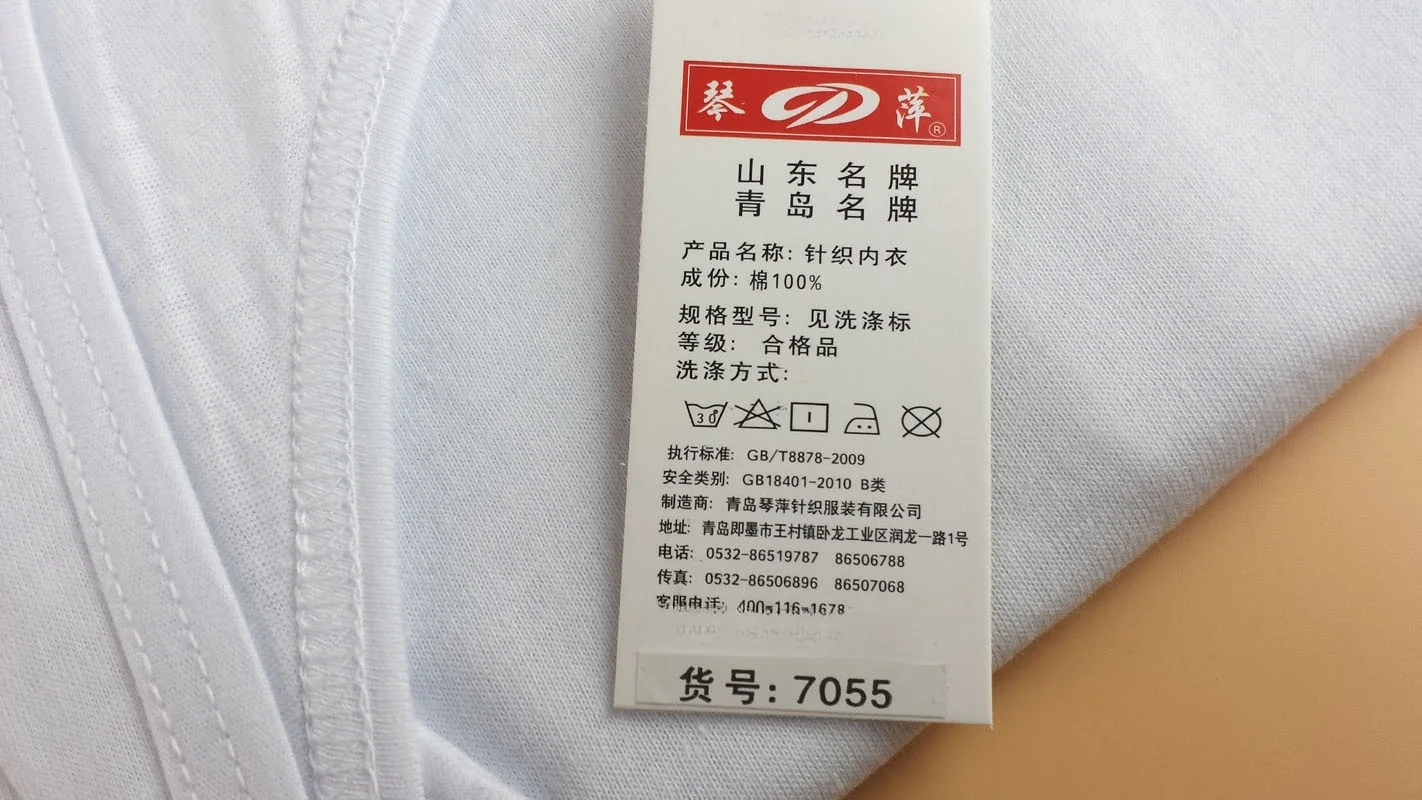 琴 萍 ®
山东名牌
青岛名牌
产品名称: 针织内衣
成份: 棉100%
规格型号: 见洗涤标
等级: 合格品
洗涤方式:
30
执行标准: GB/T8878-2009
安全类别: GB18401-2010 B类
制造商: 青岛琴萍针织服装有限公司
地址: 青岛即墨市王村镇卧龙工业区润龙一路1号
电话: 0532-86519787 86506788
传真: 0532-86506896 86507068
客服电话: 400-116-1678
货号: 7055